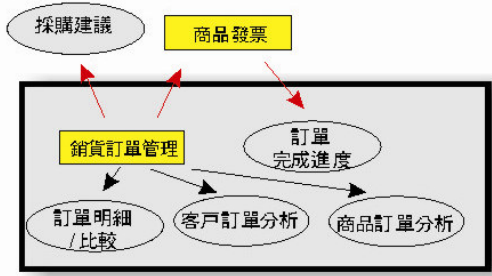 採購建議
商品發票
銷貨訂單管理
訂單
完成進度
訂單明細
/比較
客戶訂單分析
商品訂單分析